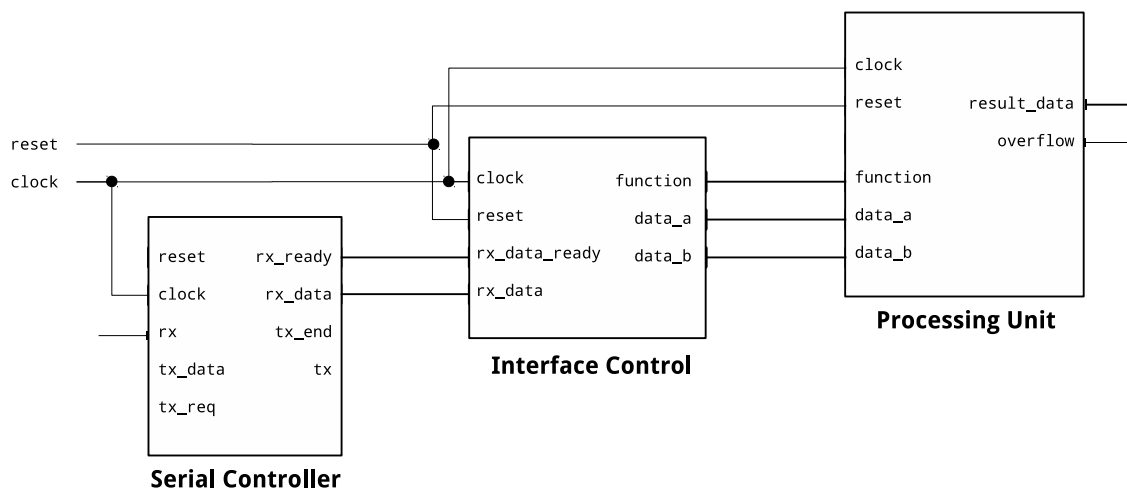 reset
clock
reset
clock
rx
tx_data
tx_req
rx_ready
rx_data
tx_end
tx
Serial Controller
clock
reset
rx_data_ready
rx_data
function
data_a
data_b
Interface Control
clock
reset
function
data_a
data_b
result_data
overflow
Processing Unit